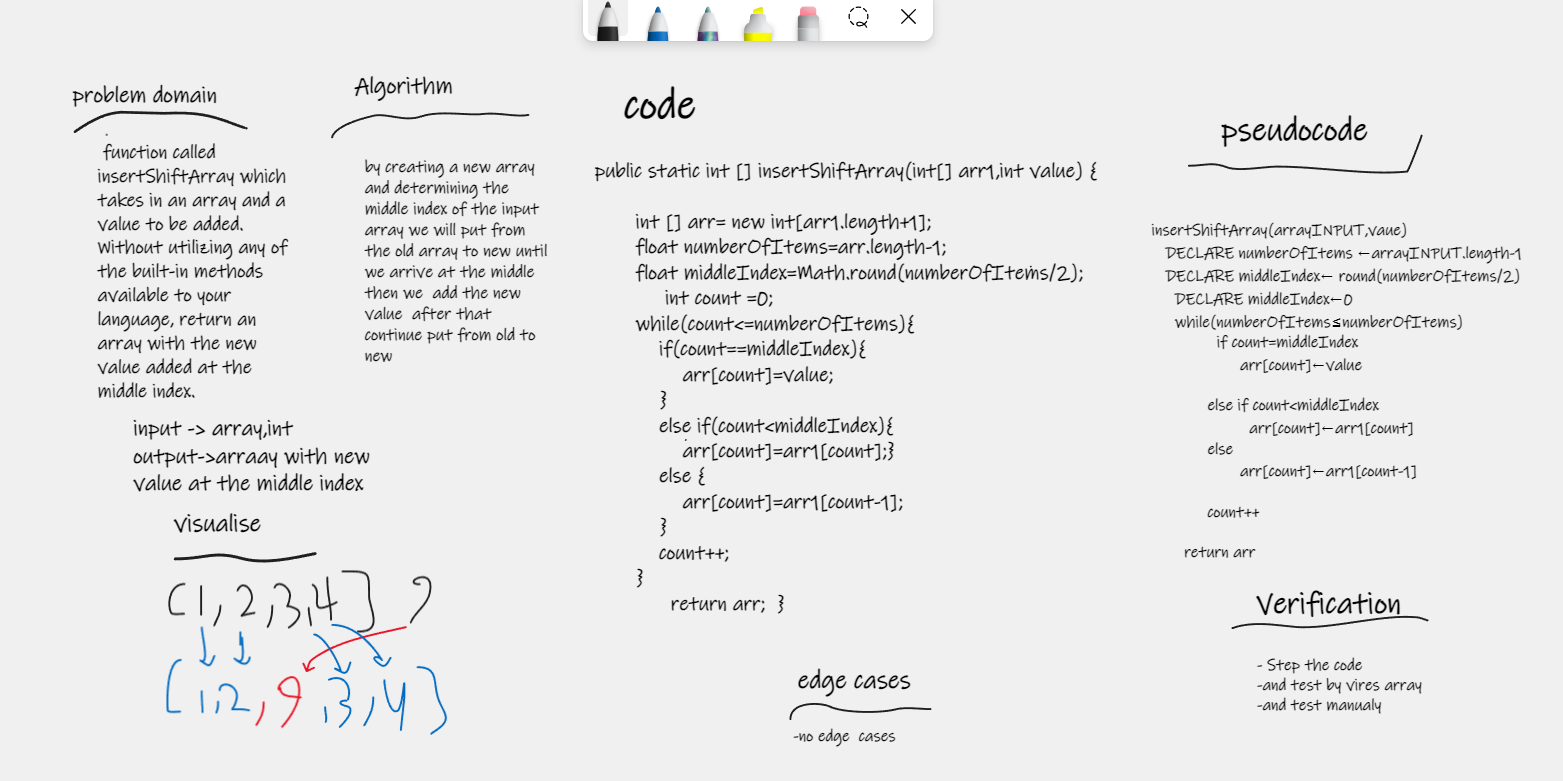 problem domain
function called
insertShiftArray which
takes in an array and a
value to be added.
Without utilizing any of
the built-in methods
available to your
language, return an
array with the new
value added at the
middle index.
input -> array,int
output->arraay with new
value at the middle index
visualise
[1, 2, 3, 4] 9
[1, 2, 9, 3, 4]
Algorithm
by creating a new array
and determining the
middle index of the input
array we will put from
the old array to new until
we arrive at the middle
then we add the new
value after that
continue put from old to
new
code
public static int [] insertShiftArray(int[] arr1,int value) {
int [] arr= new int[arr1.length+1];
float numberOfItems=arr.length-1;
float middleIndex=Math.round(numberOfItems/2);
int count =0;
while(count<=numberOfItems){
if(count==middleIndex){
arr[count]=value;
}
else if(count<middleIndex){
arr[count]=arr1[count];}
else {
arr[count]=arr1[count-1];
}
count++;
}
return arr; }
edge cases
-no edge cases
pseudocode
insertShiftArray(arrayINPUT,vaue)
DECLARE numberOfItems ←arrayINPUT.length-1
DECLARE middleIndex← round(numberOfItems/2)
DECLARE middleIndex←0
while(numberOfItems≤numberOfItems)
if count=middleIndex
arr[count]←value
else if count<middleIndex
arr[count]←arr1[count]
else
arr[count]←arr1[count-1]
count++
return arr
Verification
- Step the code
-and test by vires array
-and test manualy